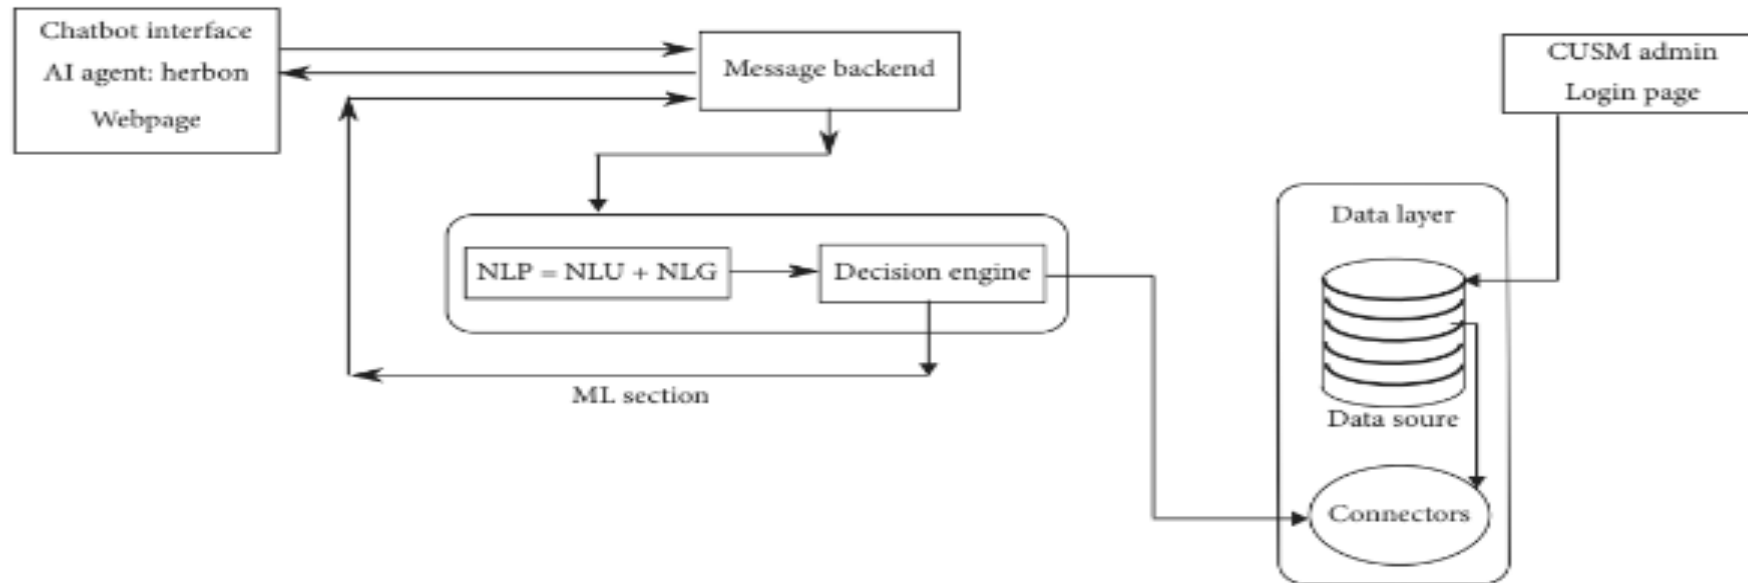 Chatbot interface
AI agent: herbon
Webpage
Message backend
CUSM admin
Login page
NLP = NLU + NLG
Decision engine
ML section
Data layer
Data soure
Connectors